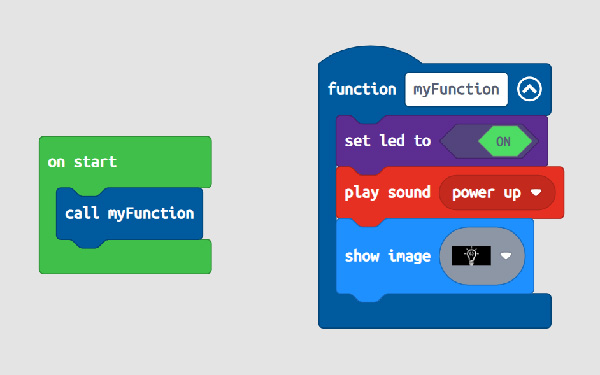 on start
call myFunction
function myFunction
set led to ON
play sound power up
show image